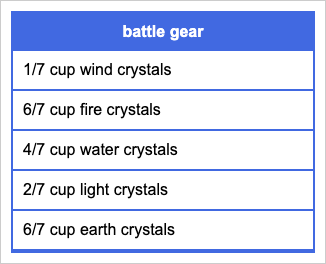 battle gear
1/7 cup wind crystals
6/7 cup fire crystals
4/7 cup water crystals
2/7 cup light crystals
6/7 cup earth crystals